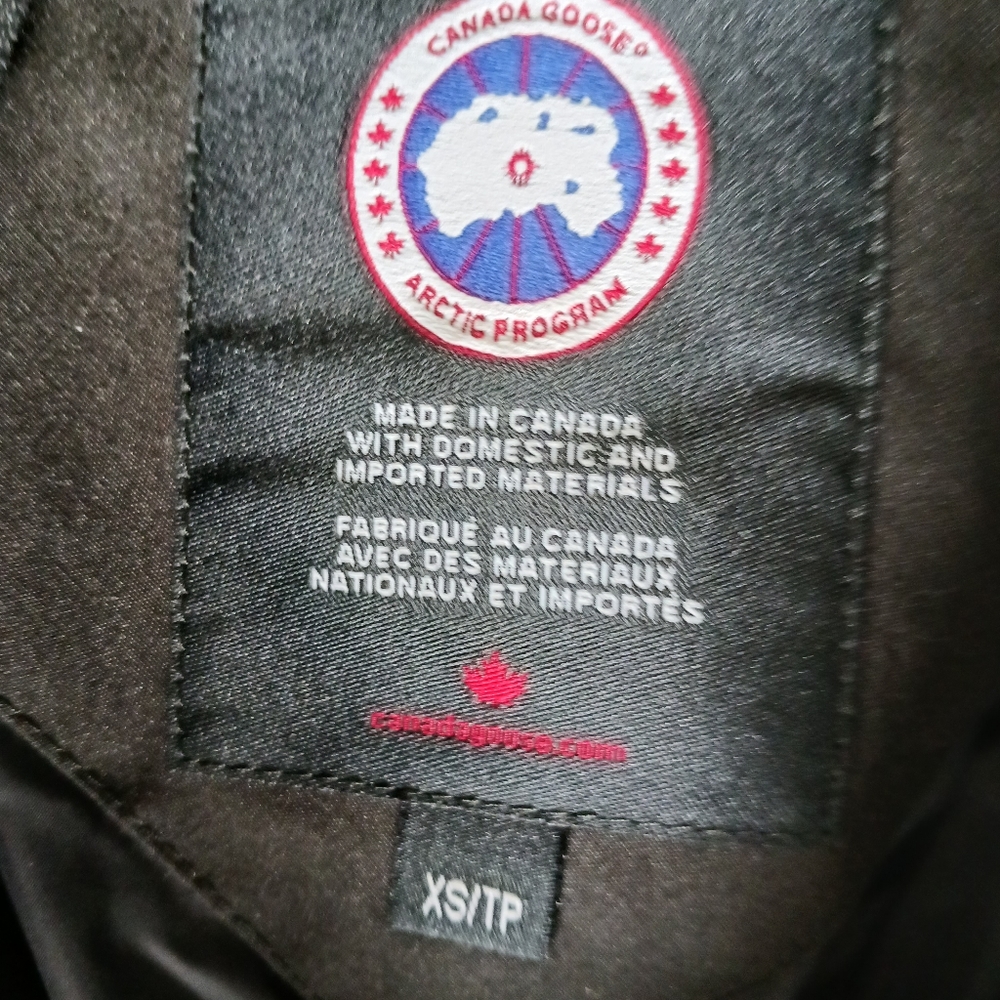 CANADA GOOSE®
ARCTIC PROGRAM
MADE IN CANADA
WITH DOMESTIC AND
IMPORTED MATERIALS
FABRIQUÉ AU CANADA
AVEC DES MATERIAUX
NATIONAUX ET IMPORTÉS
canadagoose.com
XS/TP